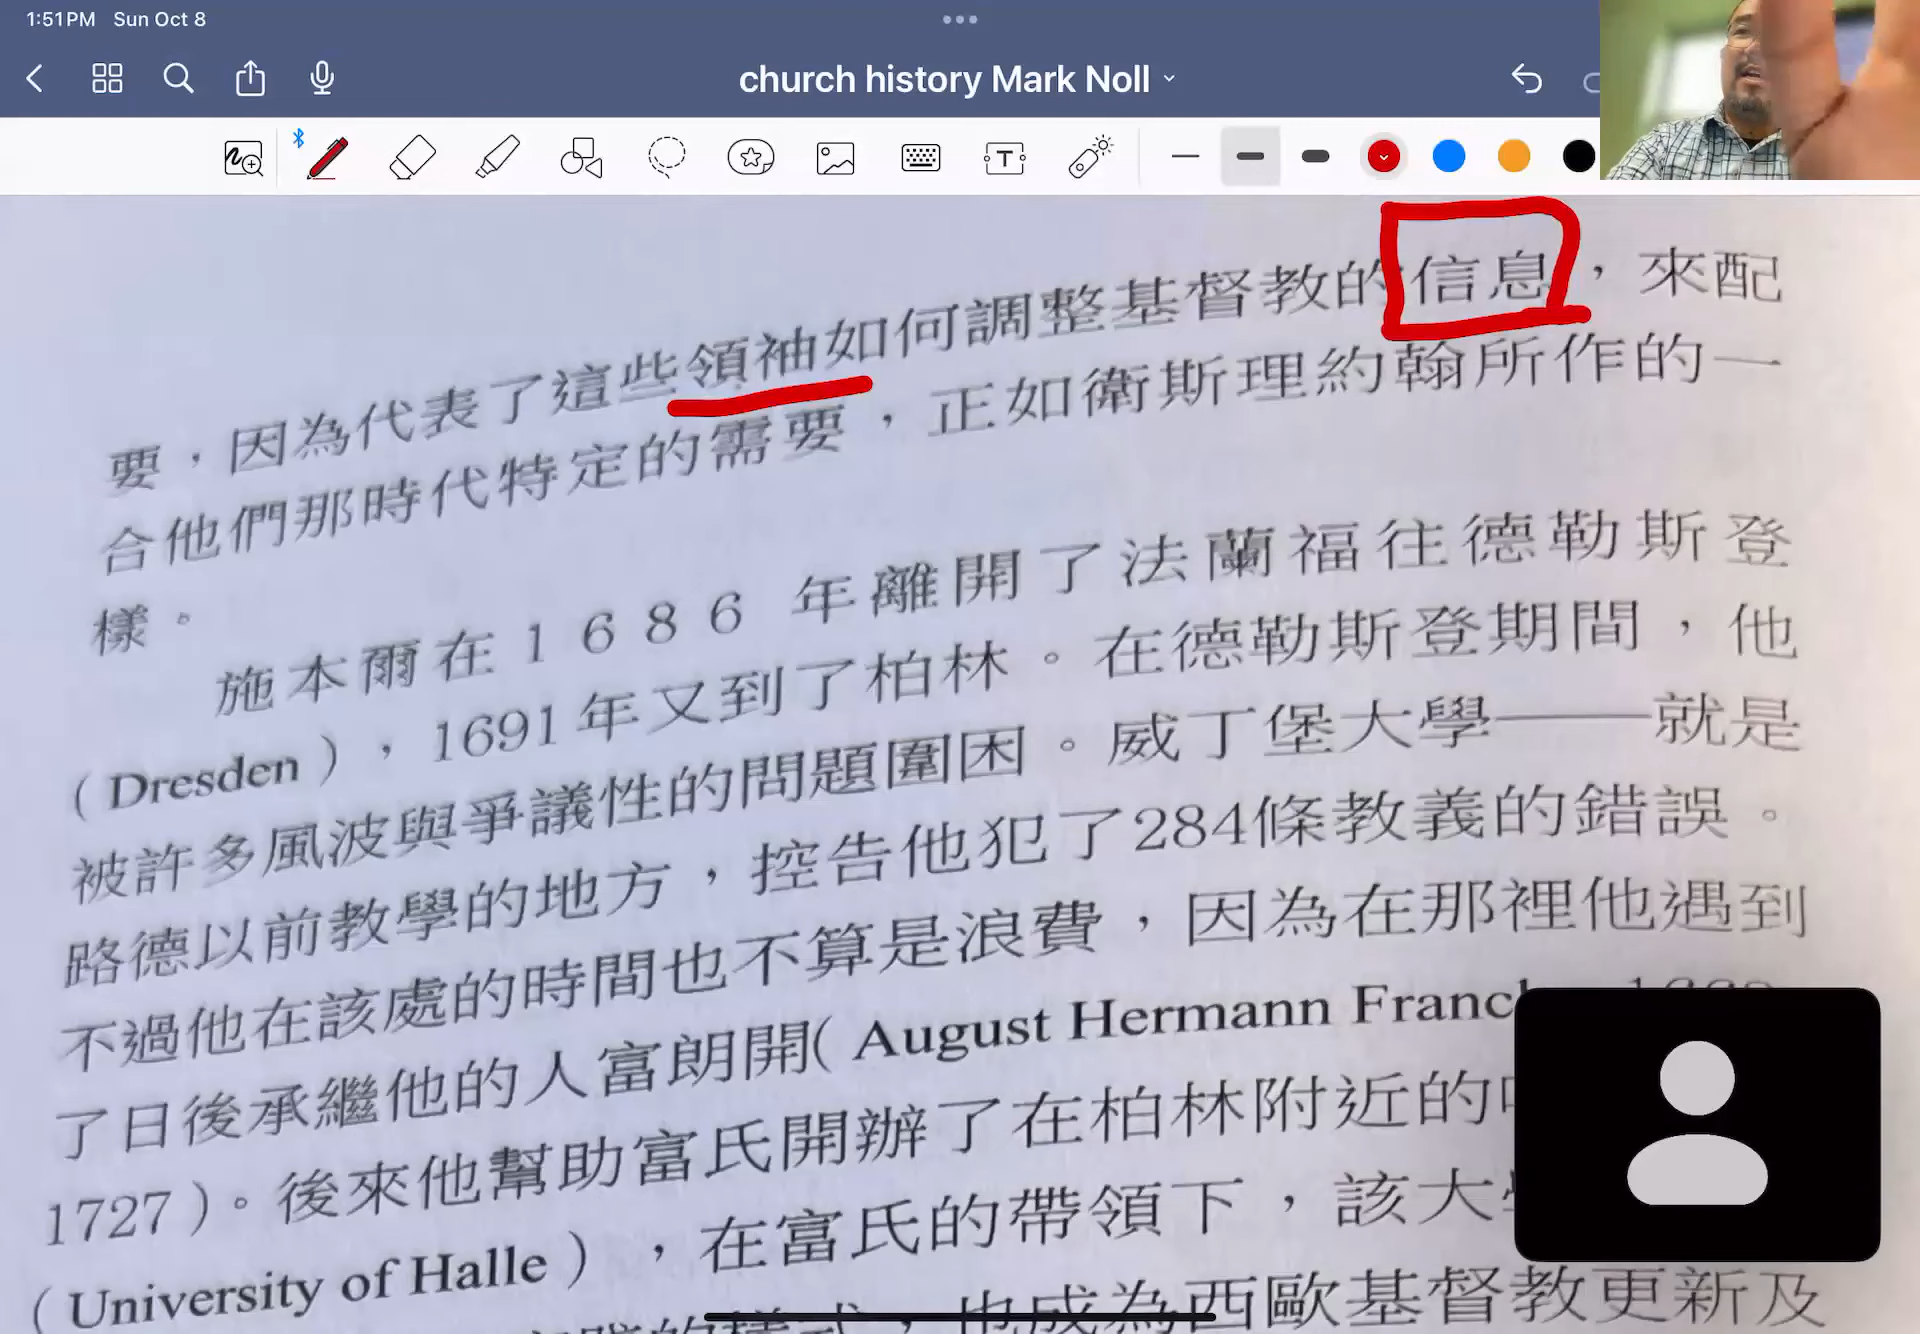 1:51PM Sun Oct 8
church history Mark Noll
T
要，因為代表了這些領袖如何調整基督教的信息，來配
合他們那時代特定的需要，正如衛斯理約翰所作的一
樣。
施本爾在1686 年離開了法蘭福往德勒斯登
（Dresden），1691年又到了柏林。在德勒斯登期間，他
被許多風波與爭議性的問題圍困。威丁堡大學——就是
路德以前教學的地方，控告他犯了284條教義的錯誤。
不過他在該處的時間也不算是浪費，因為在那裡他遇到
了日後承繼他的人富朗開( August Hermann Franc
1727)。後來他幫助富氏開辦了在柏林附近的
(University of Halle)，在富氏的帶領下，該大
的樣式，也成為西歐基督教更新及